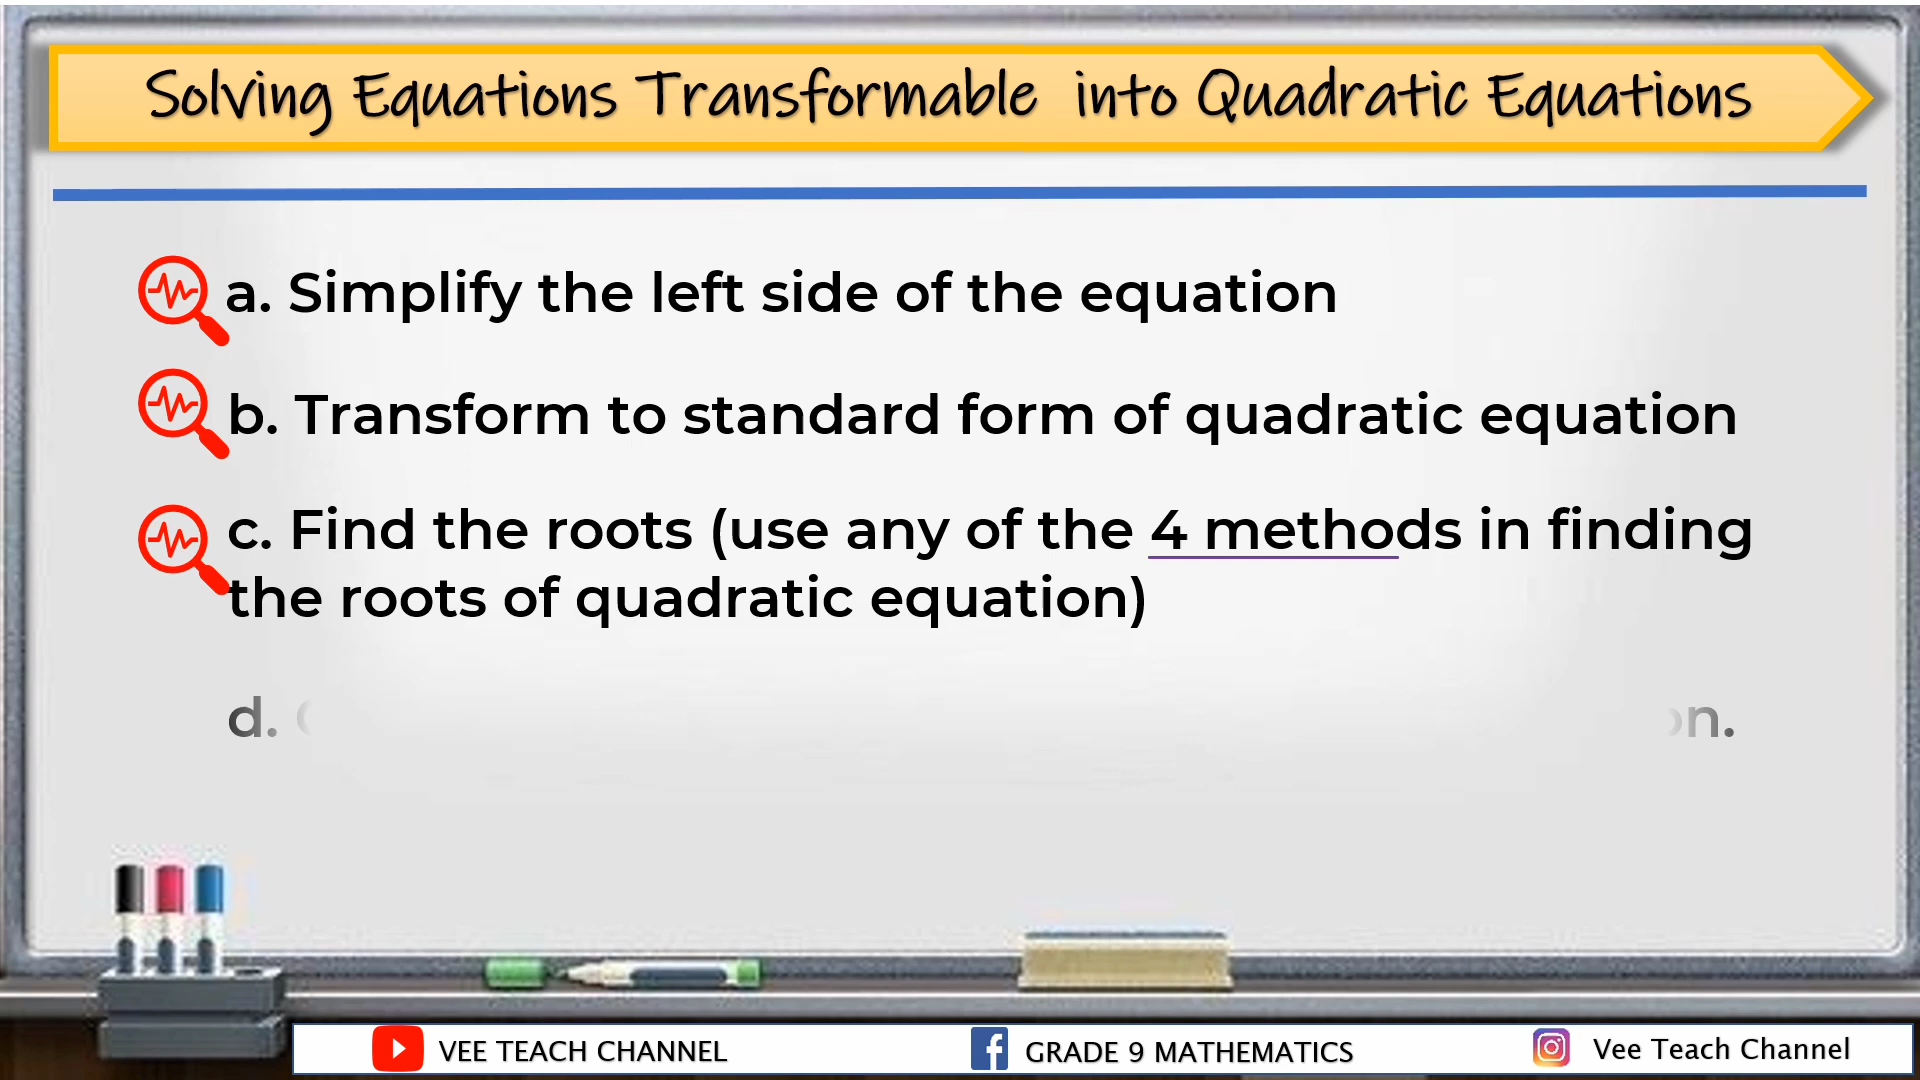 Solving Equations Transformable into Quadratic Equations
a. Simplify the left side of the equation
b. Transform to standard form of quadratic equation
c. Find the roots (use any of the 4 methods in finding
the roots of quadratic equation)
d.
VEE TEACH CHANNEL
GRADE 9 MATHEMATICS
Vee Teach Channel